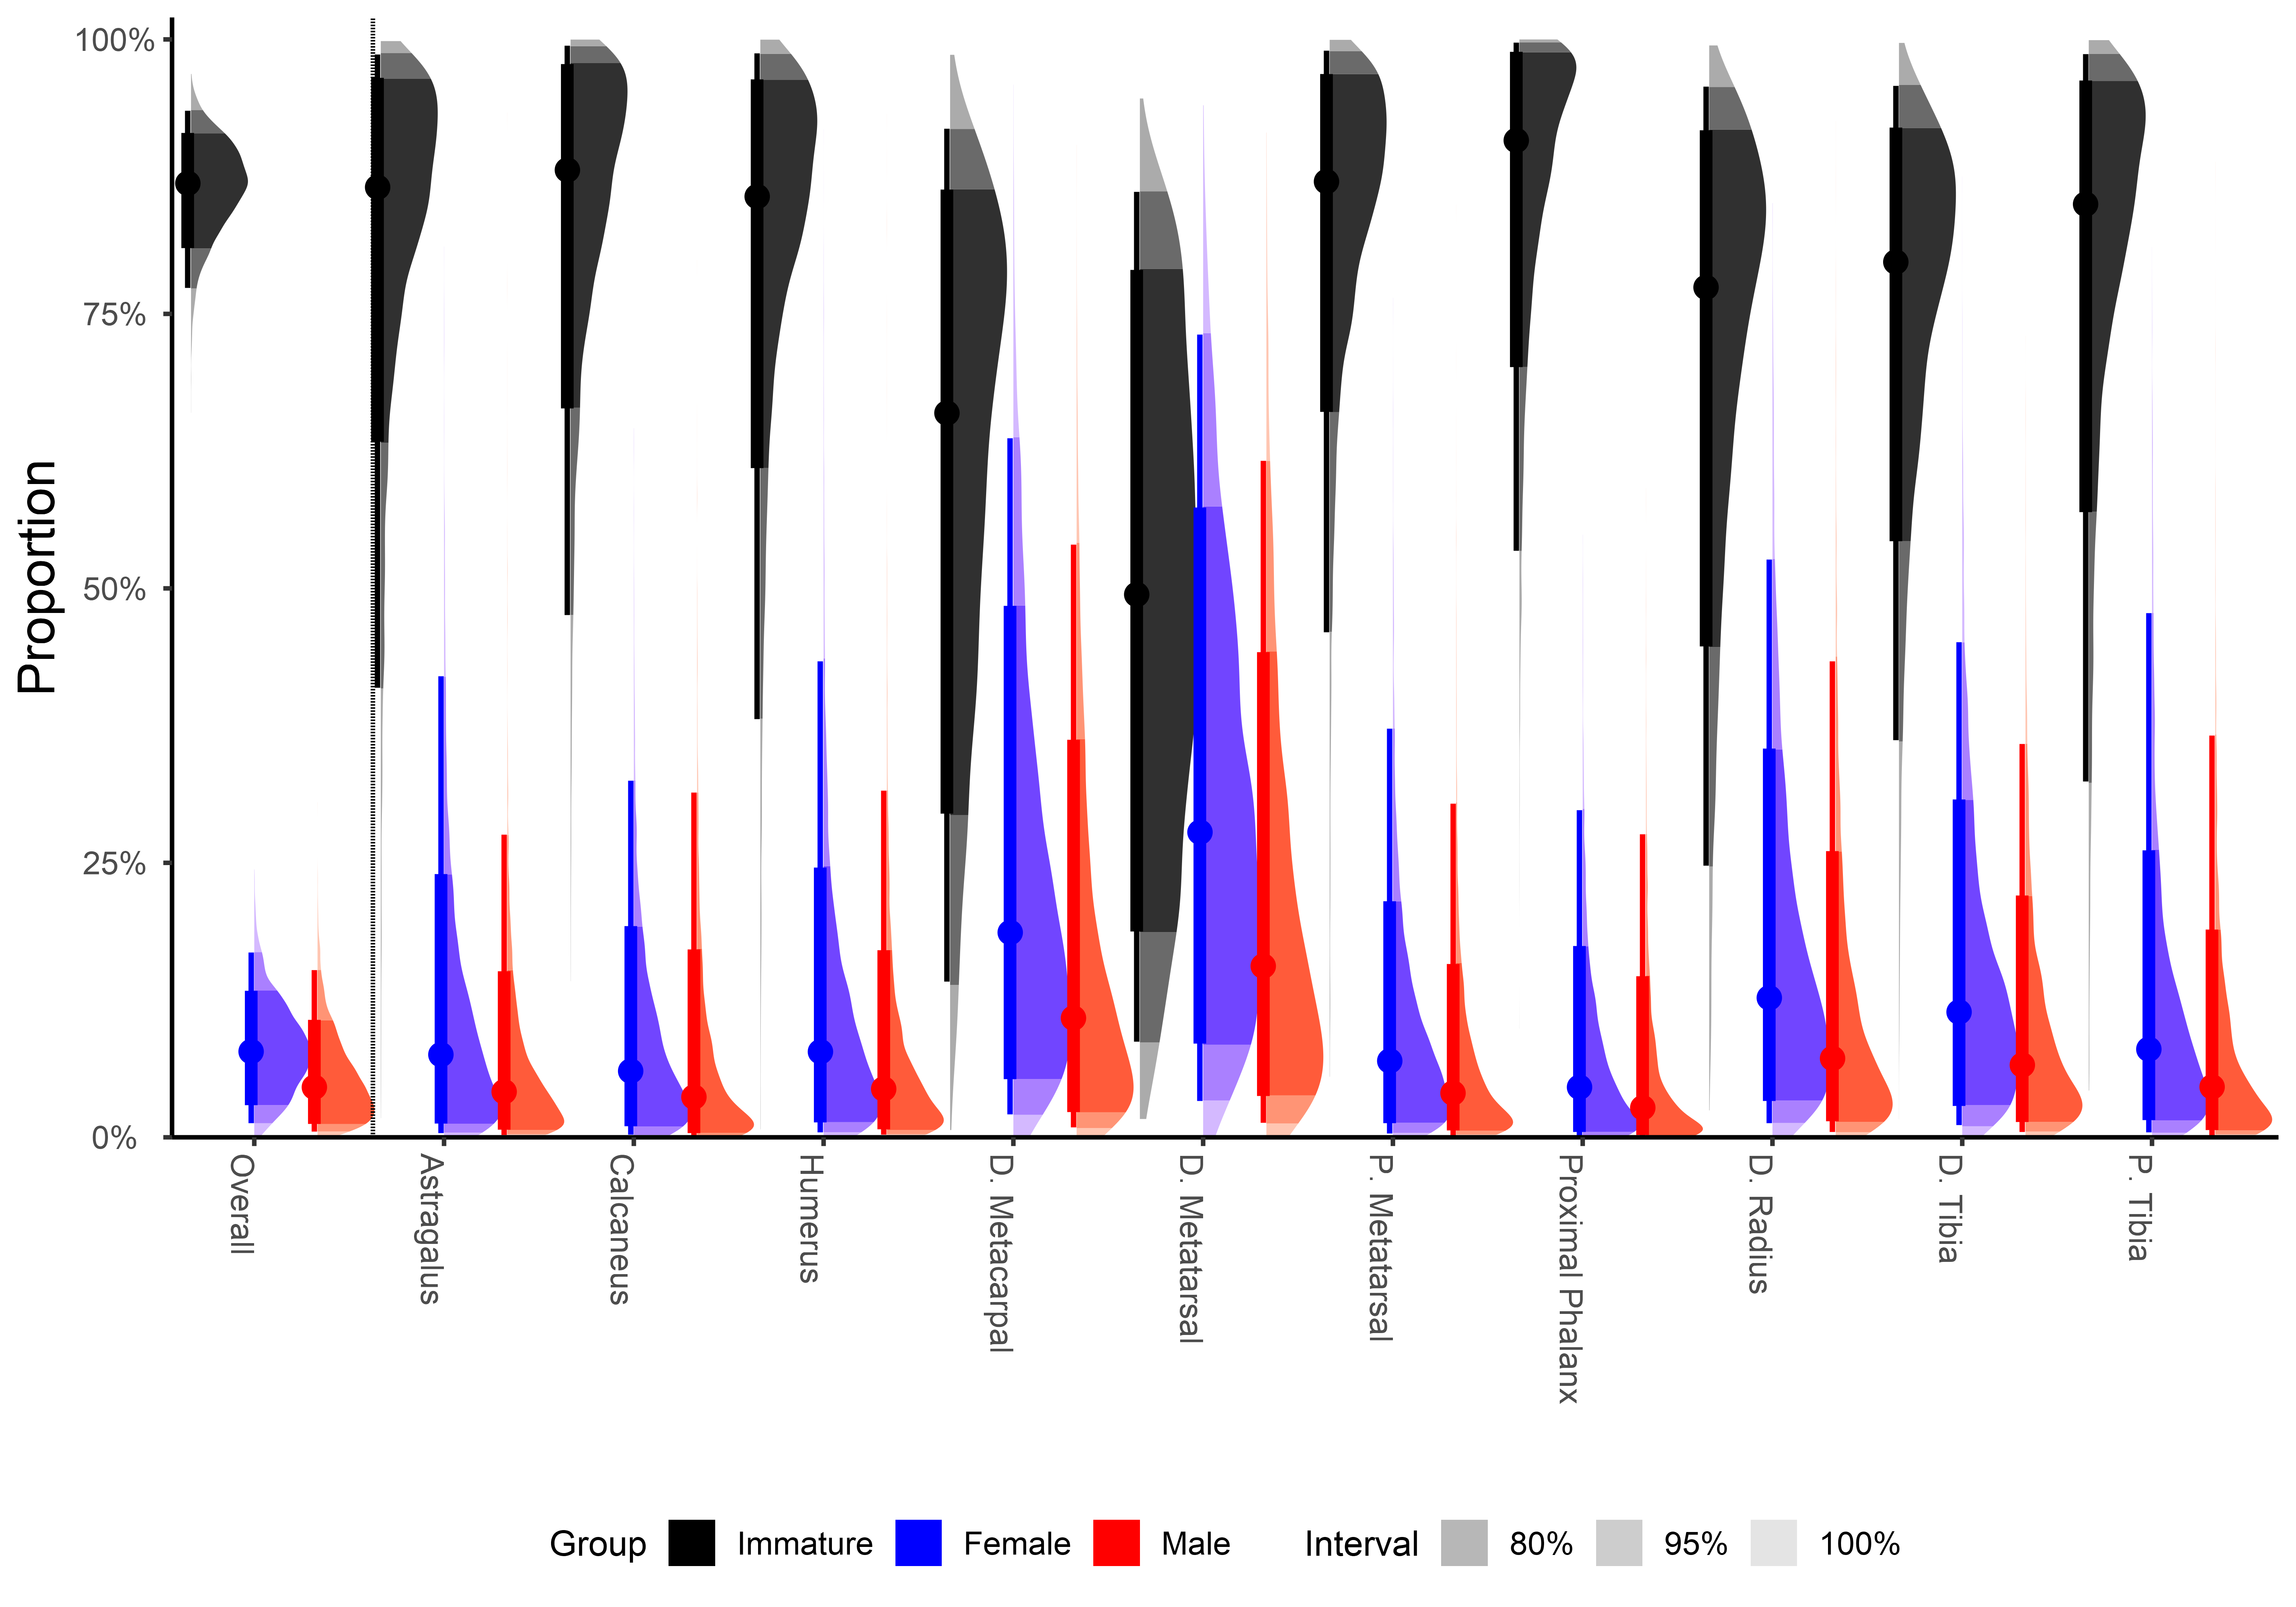 Proportion
100%
75%
50%
25%
0%
Overall
Astragalus
Calcaneus
Humerus
D. Metacarpal
D. Metatarsal
P. Metatarsal
Proximal Phalanx
D. Radius
D. Tibia
P. Tibia
Group Immature Female Male Interval 80% 95% 100%